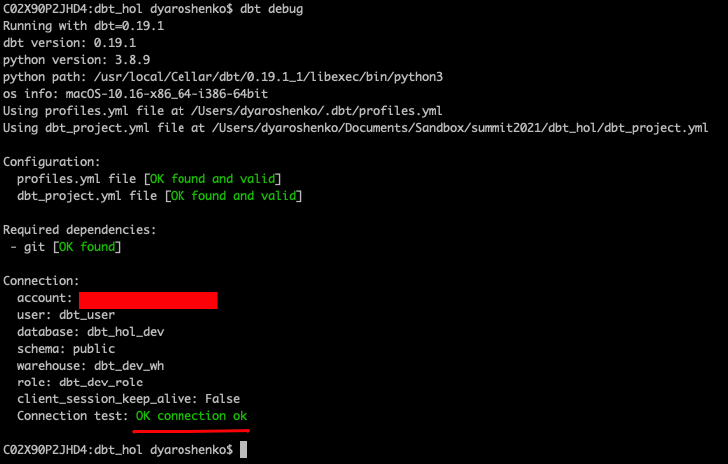 C02X90P2JHD4:dbt_hol dyaroshenko$ dbt debug
Running with dbt=0.19.1
dbt version: 0.19.1
python version: 3.8.9
python path: /usr/local/Cellar/dbt/0.19.1_1/libexec/bin/python3
os info: macOS-10.16-x86_64-i386-64bit
Using profiles.yml file at /Users/dyaroshenko/.dbt/profiles.yml
Using dbt_project.yml file at /Users/dyaroshenko/Documents/Sandbox/summit2021/dbt_hol/dbt_project.yml
Configuration:
profiles.yml file [OK found and valid]
dbt_project.yml file [OK found and valid]
Required dependencies:
- git [OK found]
Connection:
account:
user: dbt_user
database: dbt_hol_dev
schema: public
warehouse: dbt_dev_wh
role: dbt_dev_role
client_session_keep_alive: False
Connection test: OK connection ok
C02X90P2JHD4:dbt_hol dyaroshenko$